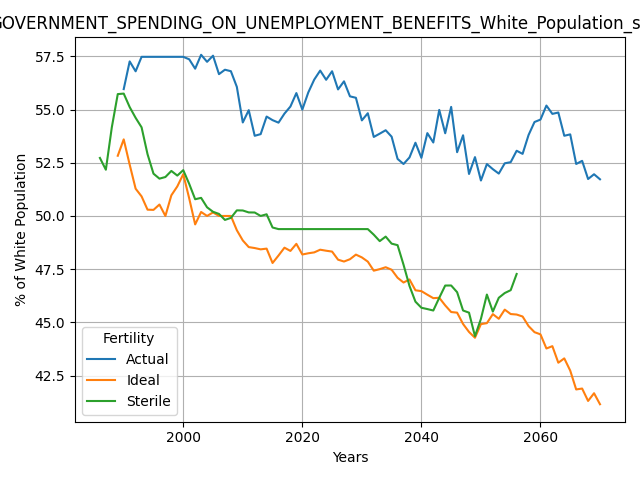 GOVERNMENT_SPENDING_ON_UNEMPLOYMENT_BENEFITS_White_Population_s
57.5
55.0
52.5
50.0
47.5
45.0
42.5
% of White Population
Fertility
Actual
Ideal
Sterile
2000
2020
2040
2060
Years